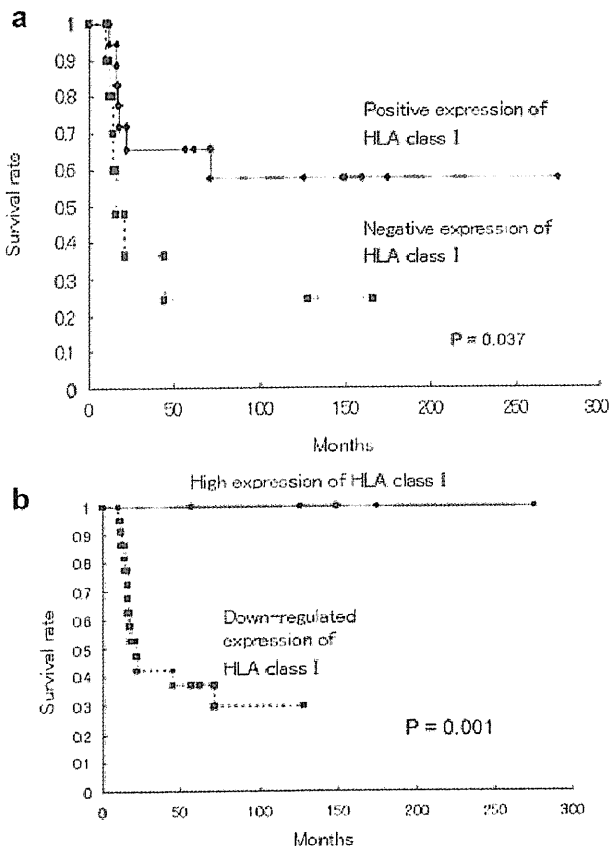 a
1
0.9
0.8
0.7
0.6
0.5
0.4
0.3
0.2
0.1
0
Survival rate
Positive expression of
HLA class I
Negative expression of
HLA class I
P = 0.037
0 50 100 150 200 250 300
Months
b
High expression of HLA class I
1
0.9
0.8
0.7
0.6
0.5
0.4
0.3
0.2
0.1
0
Survival rate
Down-regulated
expression of
HLA class I
P = 0.001
0 50 100 150 200 250 300
Months